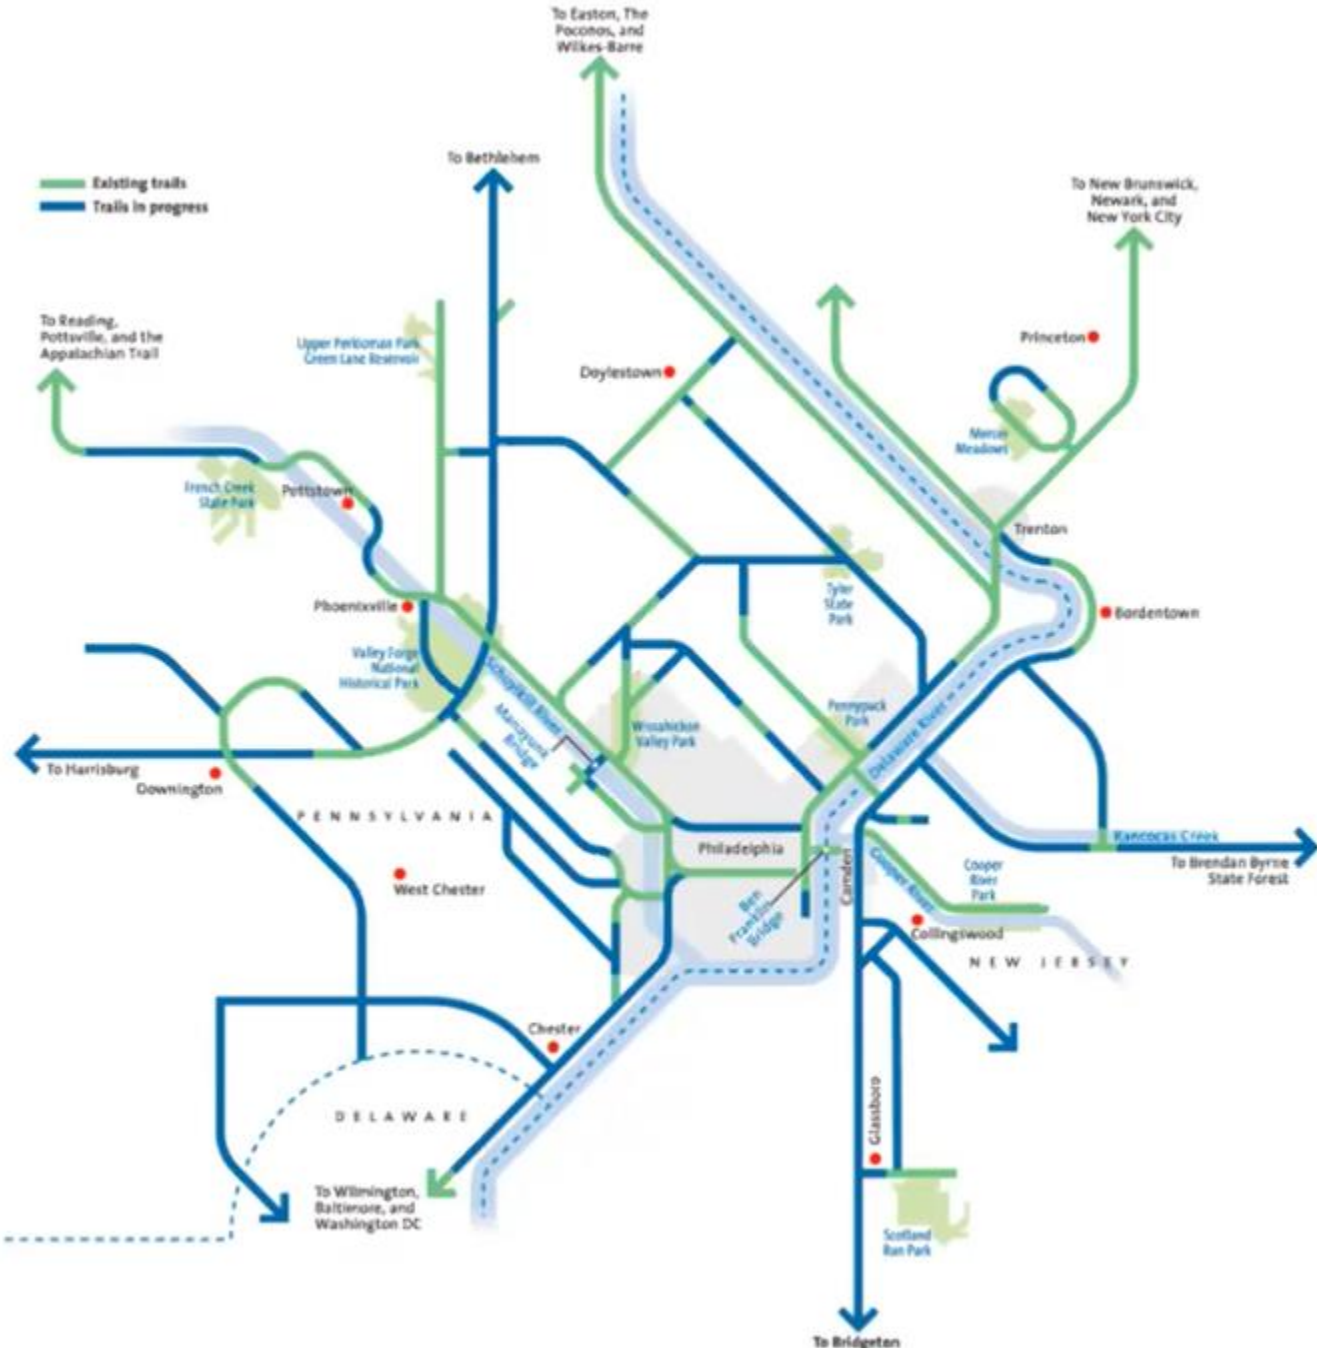 To Easton, The
Poconos, and
Wilkes-Barre
To Bethlehem
Existing trails
Trails in progress
To New Brunswick,
Newark, and
New York City
To Reading,
Pottsville, and the
Appalachian Trail
Upper Perkiomen Park
Green Lane Reservoir
Princeton
Doylestown
Mercer
Meadows
French Creek
State Park
Pottstown
Trenton
Phoenixville
Tyler
State
Park
Bordentown
Valley Forge
National
Historical Park
Schuylkill River
Manayunk
Bridge
Wissahickon
Valley Park
Pennypack
Park
Delaware River
To Harrisburg
Downington
PENNSYLVANIA
Philadelphia
Camden
Cooper River
Cooper
River
Park
Rancocas Creek
To Brendan Byrne
State Forest
West Chester
Ben
Franklin
Bridge
Collingswood
NEW JERSEY
Chester
DELAWARE
Glassboro
To Wilmington,
Baltimore, and
Washington DC
Scotland
Run Park
To Bridgeton